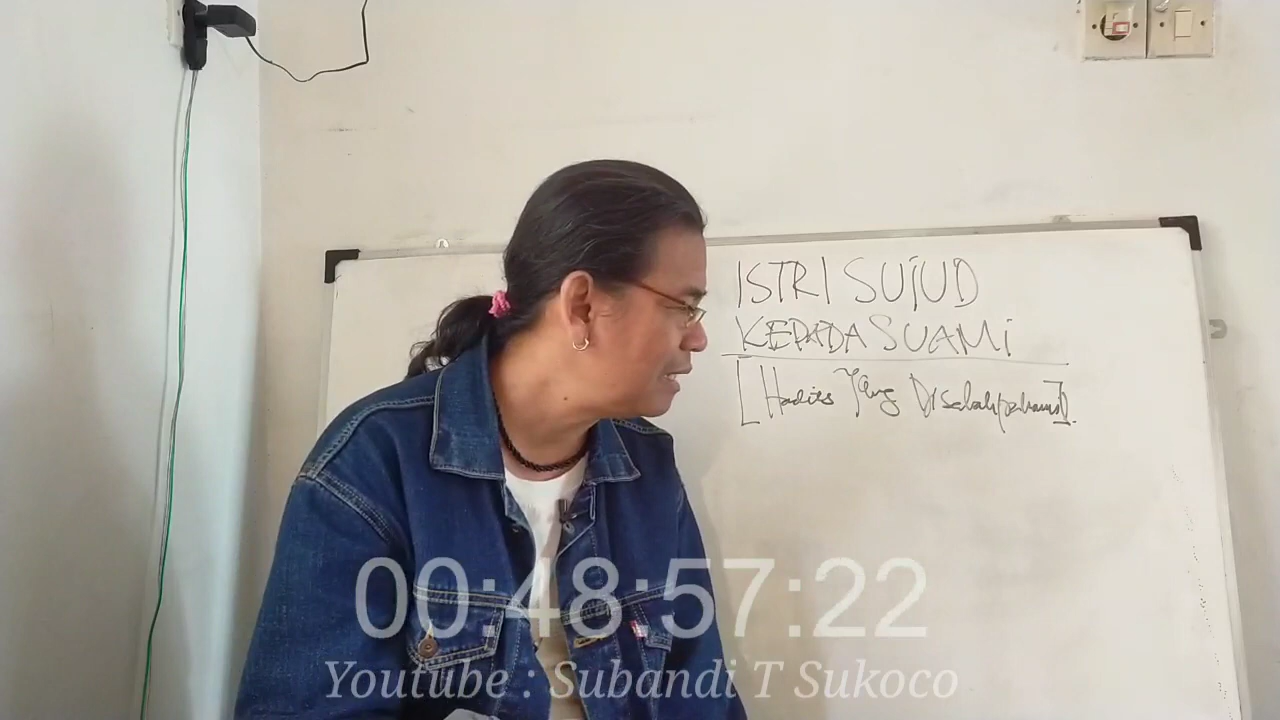 ISTRI SUJUD
KEPADA SUAMI
[Hadits Yang Disalahpahami].
00:48:57:22
Youtube : Subandi T Sukoco